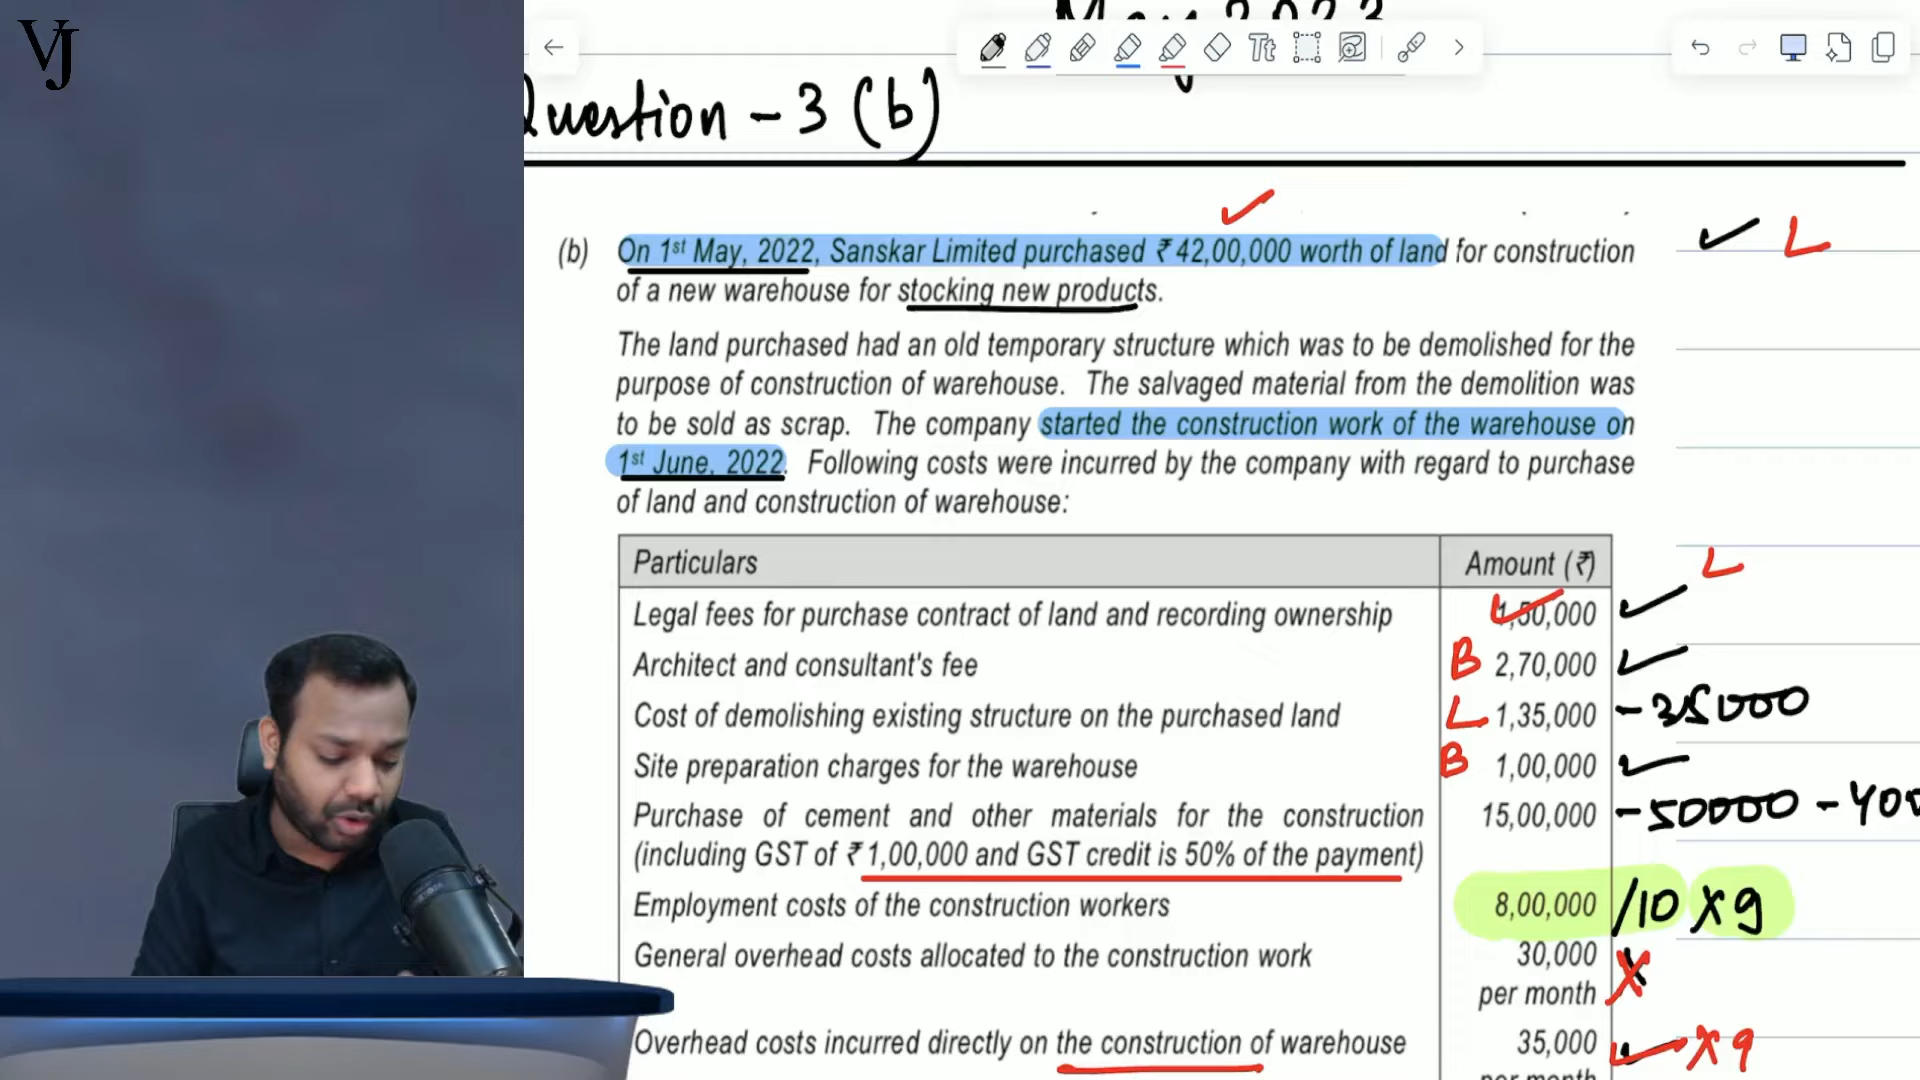 VJ
May 2023
Question - 3 (b)
(b) On 1st May, 2022, Sanskar Limited purchased ₹ 42,00,000 worth of land for construction ✓ L
of a new warehouse for stocking new products.
The land purchased had an old temporary structure which was to be demolished for the
purpose of construction of warehouse. The salvaged material from the demolition was
to be sold as scrap. The company started the construction work of the warehouse on
1st June, 2022. Following costs were incurred by the company with regard to purchase
of land and construction of warehouse:
Particulars Amount (₹) L
Legal fees for purchase contract of land and recording ownership 1,50,000 ✓
Architect and consultant's fee B 2,70,000 ✓
Cost of demolishing existing structure on the purchased land L 1,35,000 - 35000
Site preparation charges for the warehouse B 1,00,000 ✓
Purchase of cement and other materials for the construction 15,00,000 - 50000 -
(including GST of ₹ 1,00,000 and GST credit is 50% of the payment)
Employment costs of the construction workers 8,00,000 /10 x 9
General overhead costs allocated to the construction work 30,000
per month X
Overhead costs incurred directly on the construction of warehouse 35,000 ✓ x 9
per month